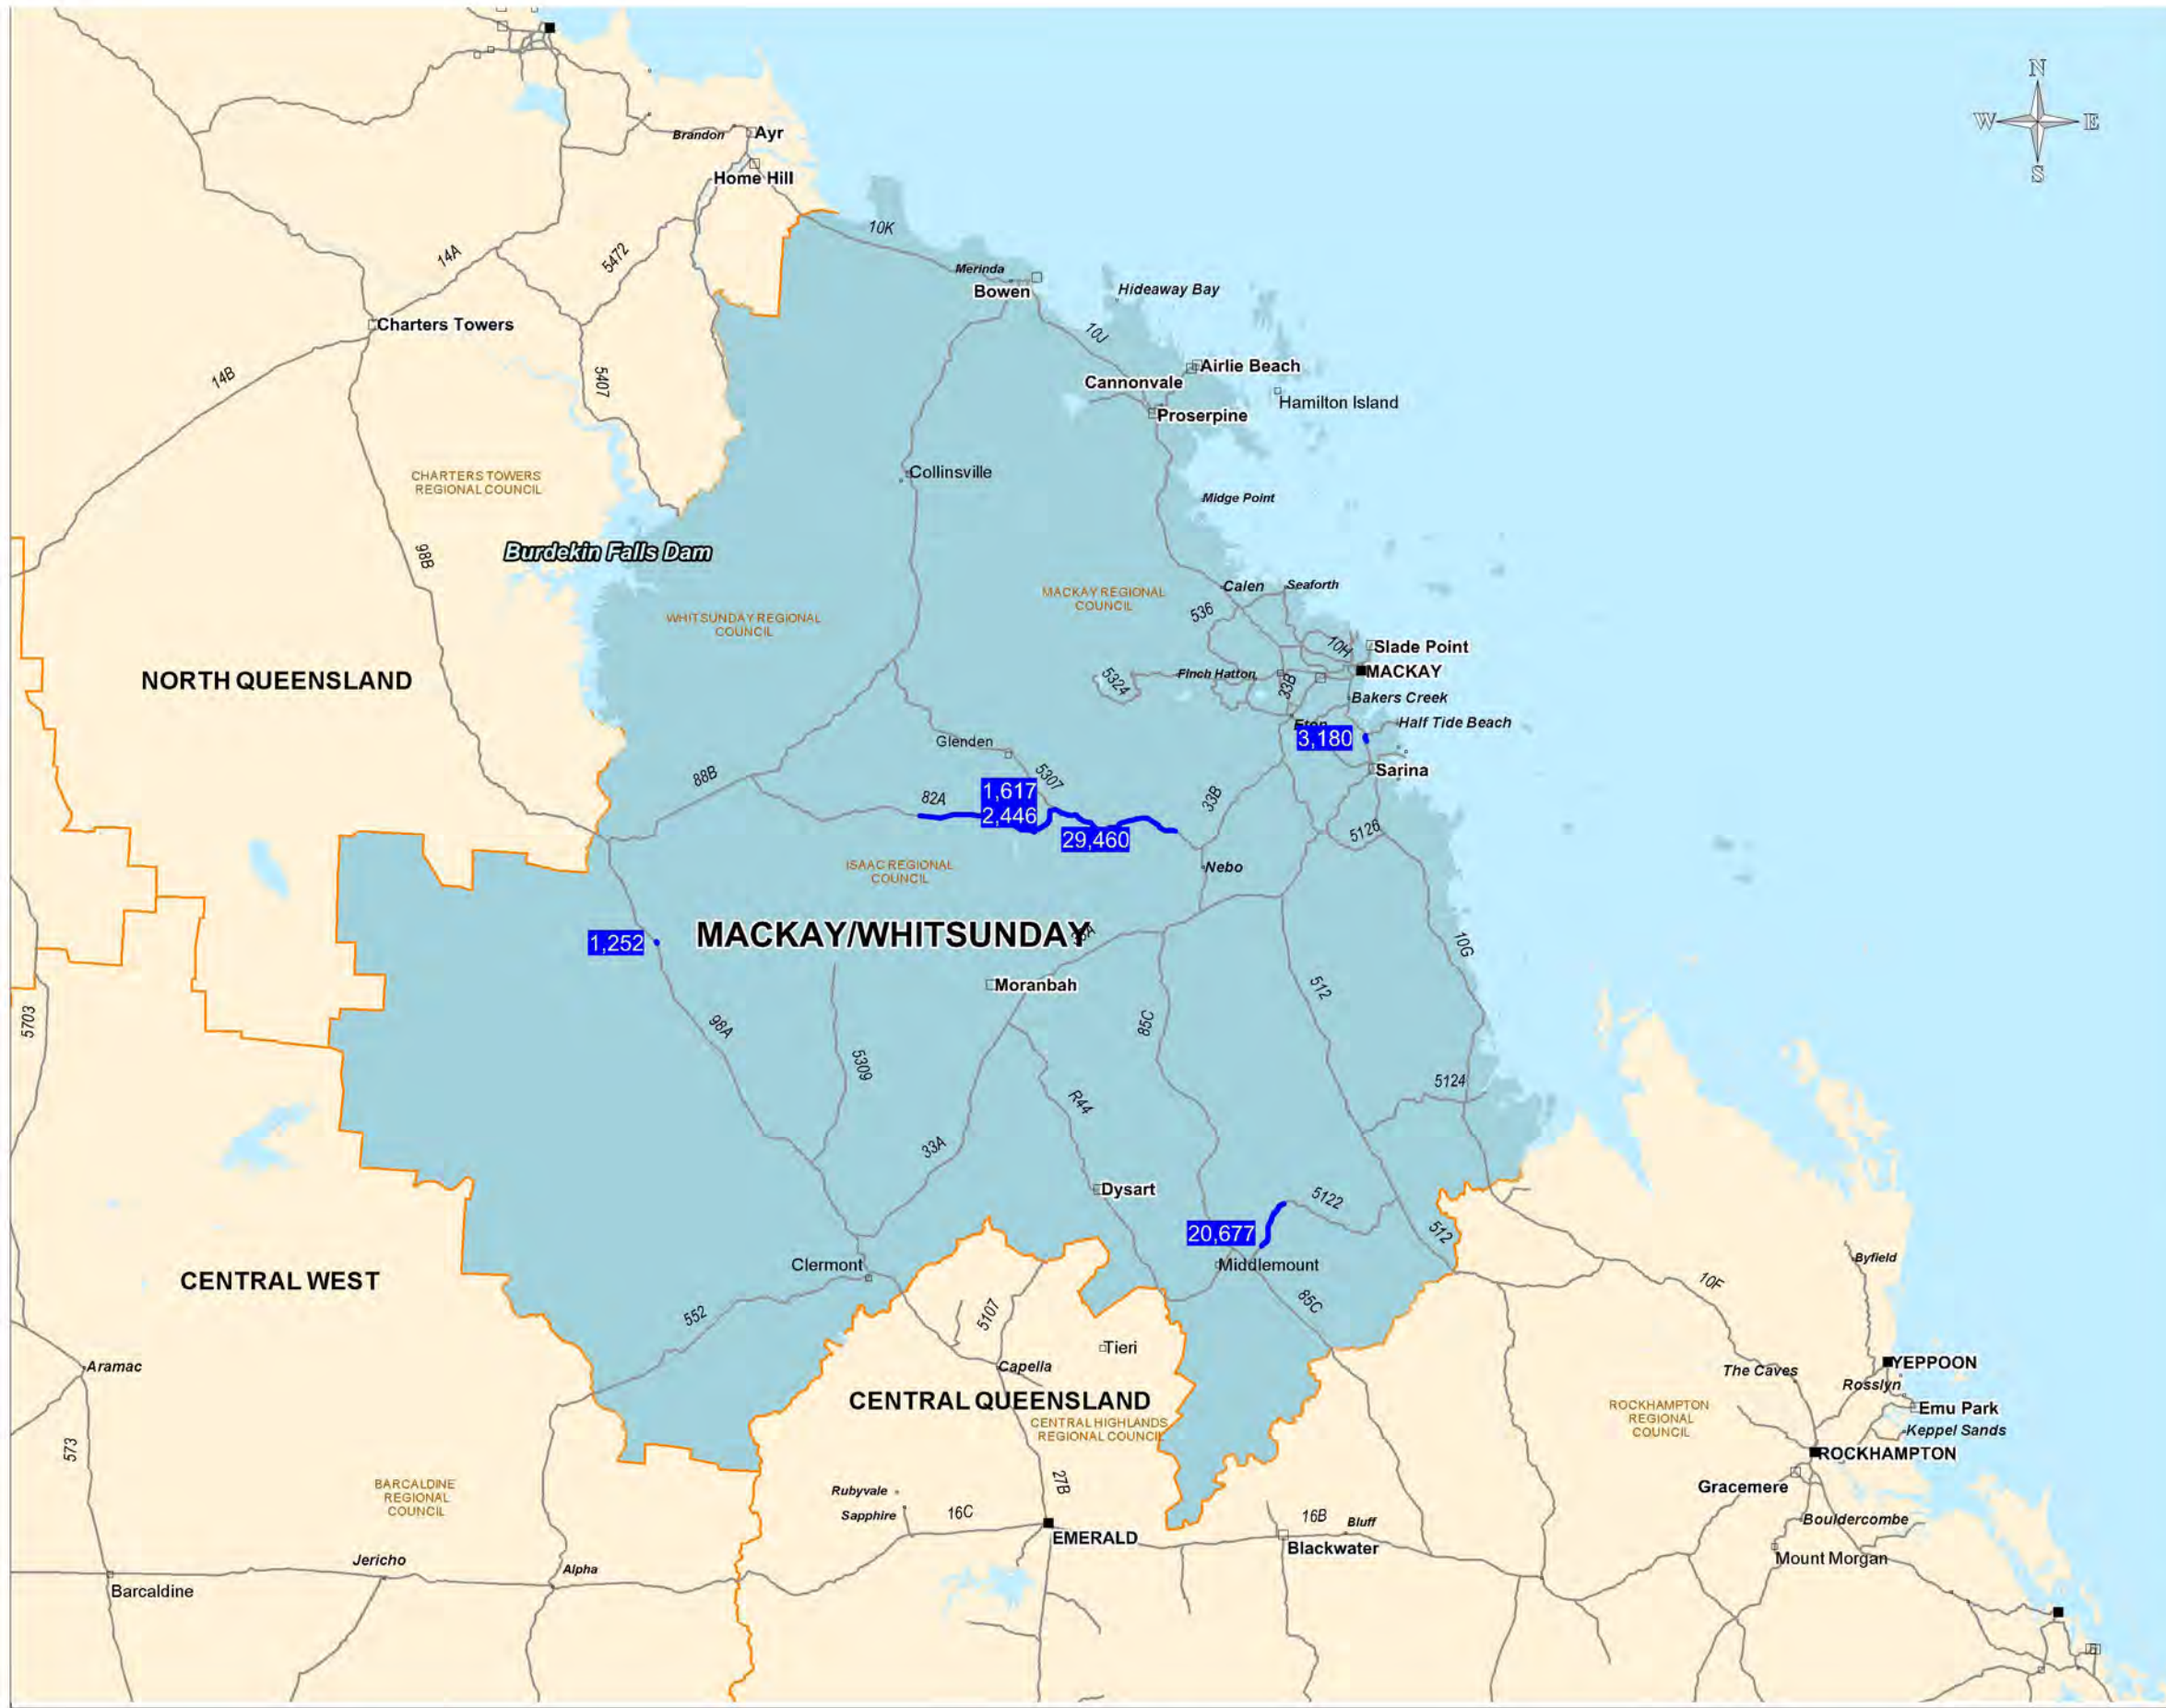 N
W E
S
Brandon
Ayr
Home Hill
10K
14A
5472
Merinda
Bowen
Hideaway Bay
Charters Towers
10J
14B
5407
Airlie Beach
Cannonvale
Hamilton Island
Proserpine
CHARTERS TOWERS
REGIONAL COUNCIL
Collinsville
Midge Point
98B
Burdekin Falls Dam
Calen
Seaforth
MACKAY REGIONAL
COUNCIL
536
WHITSUNDAY REGIONAL
COUNCIL
10H
Slade Point
MACKAY
NORTH QUEENSLAND
5324
Finch Hatton
33B
Bakers Creek
Eton
Half Tide Beach
3,180
Glenden
5307
88B
Sarina
82A
1,617
2,446
33B
29,460
5126
ISAAC REGIONAL
COUNCIL
Nebo
1,252
MACKAY/WHITSUNDAY
10G
Moranbah
512
5703
98A
85C
5309
5124
R44
33A
Dysart
5122
20,677
512
Clermont
Middlemount
Byfield
CENTRAL WEST
10F
85C
552
5107
Tieri
Aramac
Capella
The Caves
YEPPOON
Rosslyn
CENTRAL QUEENSLAND
CENTRAL HIGHLANDS
REGIONAL COUNCIL
ROCKHAMPTON
REGIONAL
COUNCIL
Emu Park
Keppel Sands
573
ROCKHAMPTON
BARCALDINE
REGIONAL
COUNCIL
27B
Gracemere
Rubyvale
Sapphire
16C
16B
Bluff
Bouldercombe
EMERALD
Blackwater
Mount Morgan
Jericho
Alpha
Barcaldine